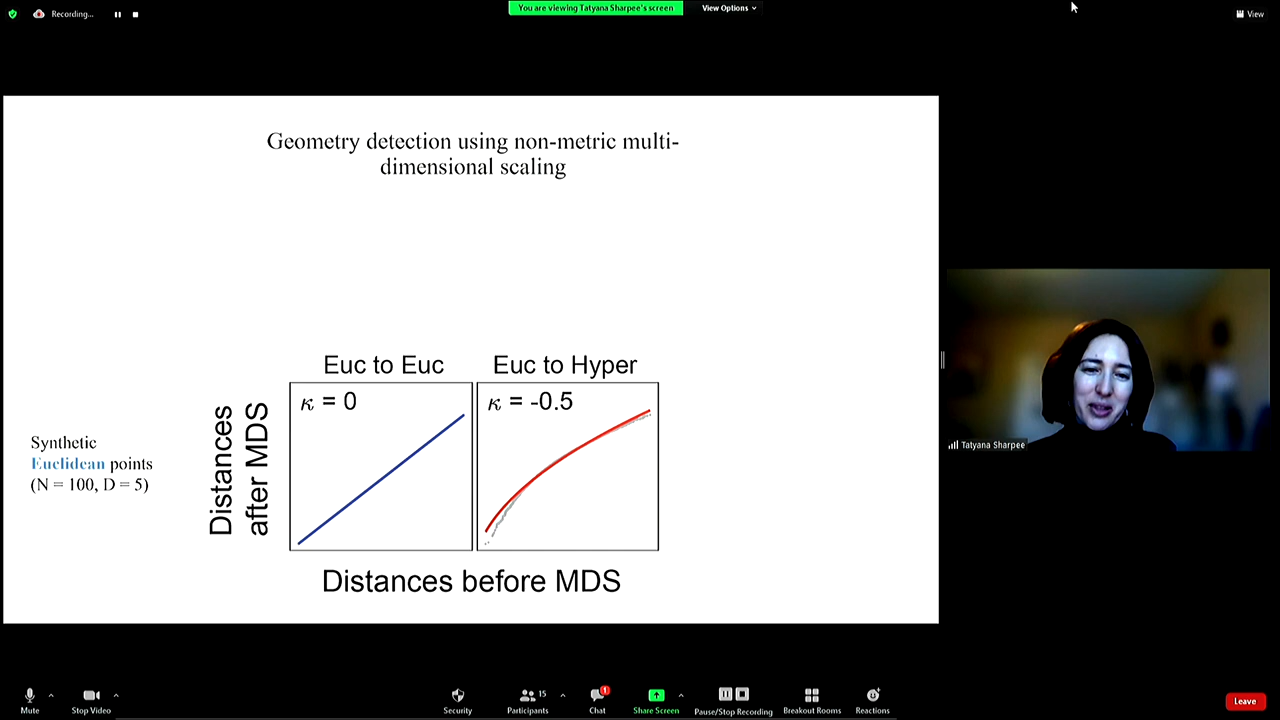 Recording...
You are viewing Tatyana Sharpee's screen
View Options
View
Geometry detection using non-metric multi-
dimensional scaling
Euc to Euc
Euc to Hyper
κ = 0
κ = -0.5
Distances
after MDS
Synthetic
Euclidean points
(N = 100, D = 5)
Distances before MDS
Tatyana Sharpee
Mute
Stop Video
Security
15
Participants
1
Chat
Share Screen
Pause/Stop Recording
Breakout Rooms
Reactions
Leave